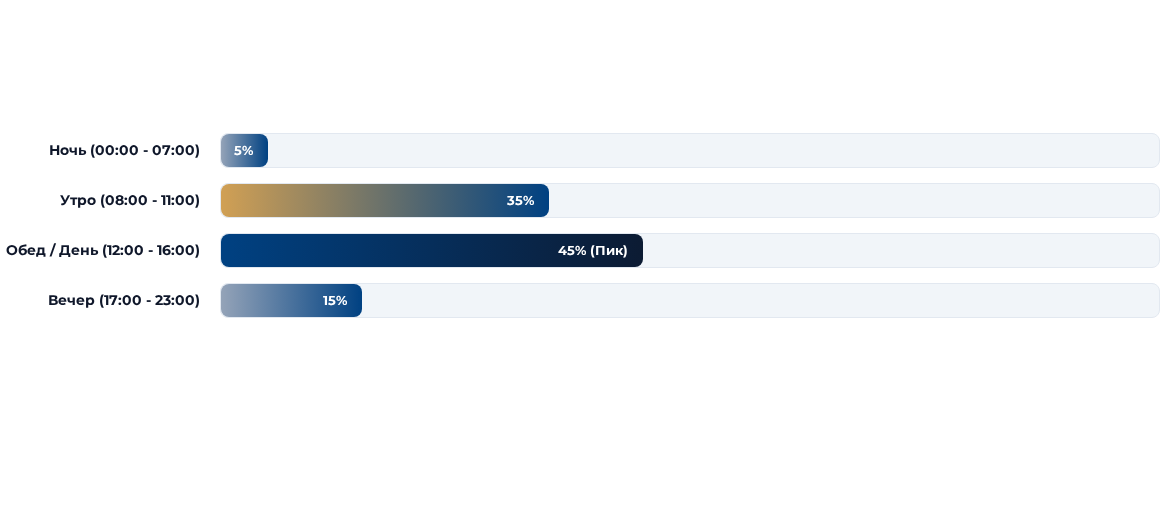 Ночь (00:00 - 07:00) 5%
Утро (08:00 - 11:00) 35%
Обед / День (12:00 - 16:00) 45% (Пик)
Вечер (17:00 - 23:00) 15%